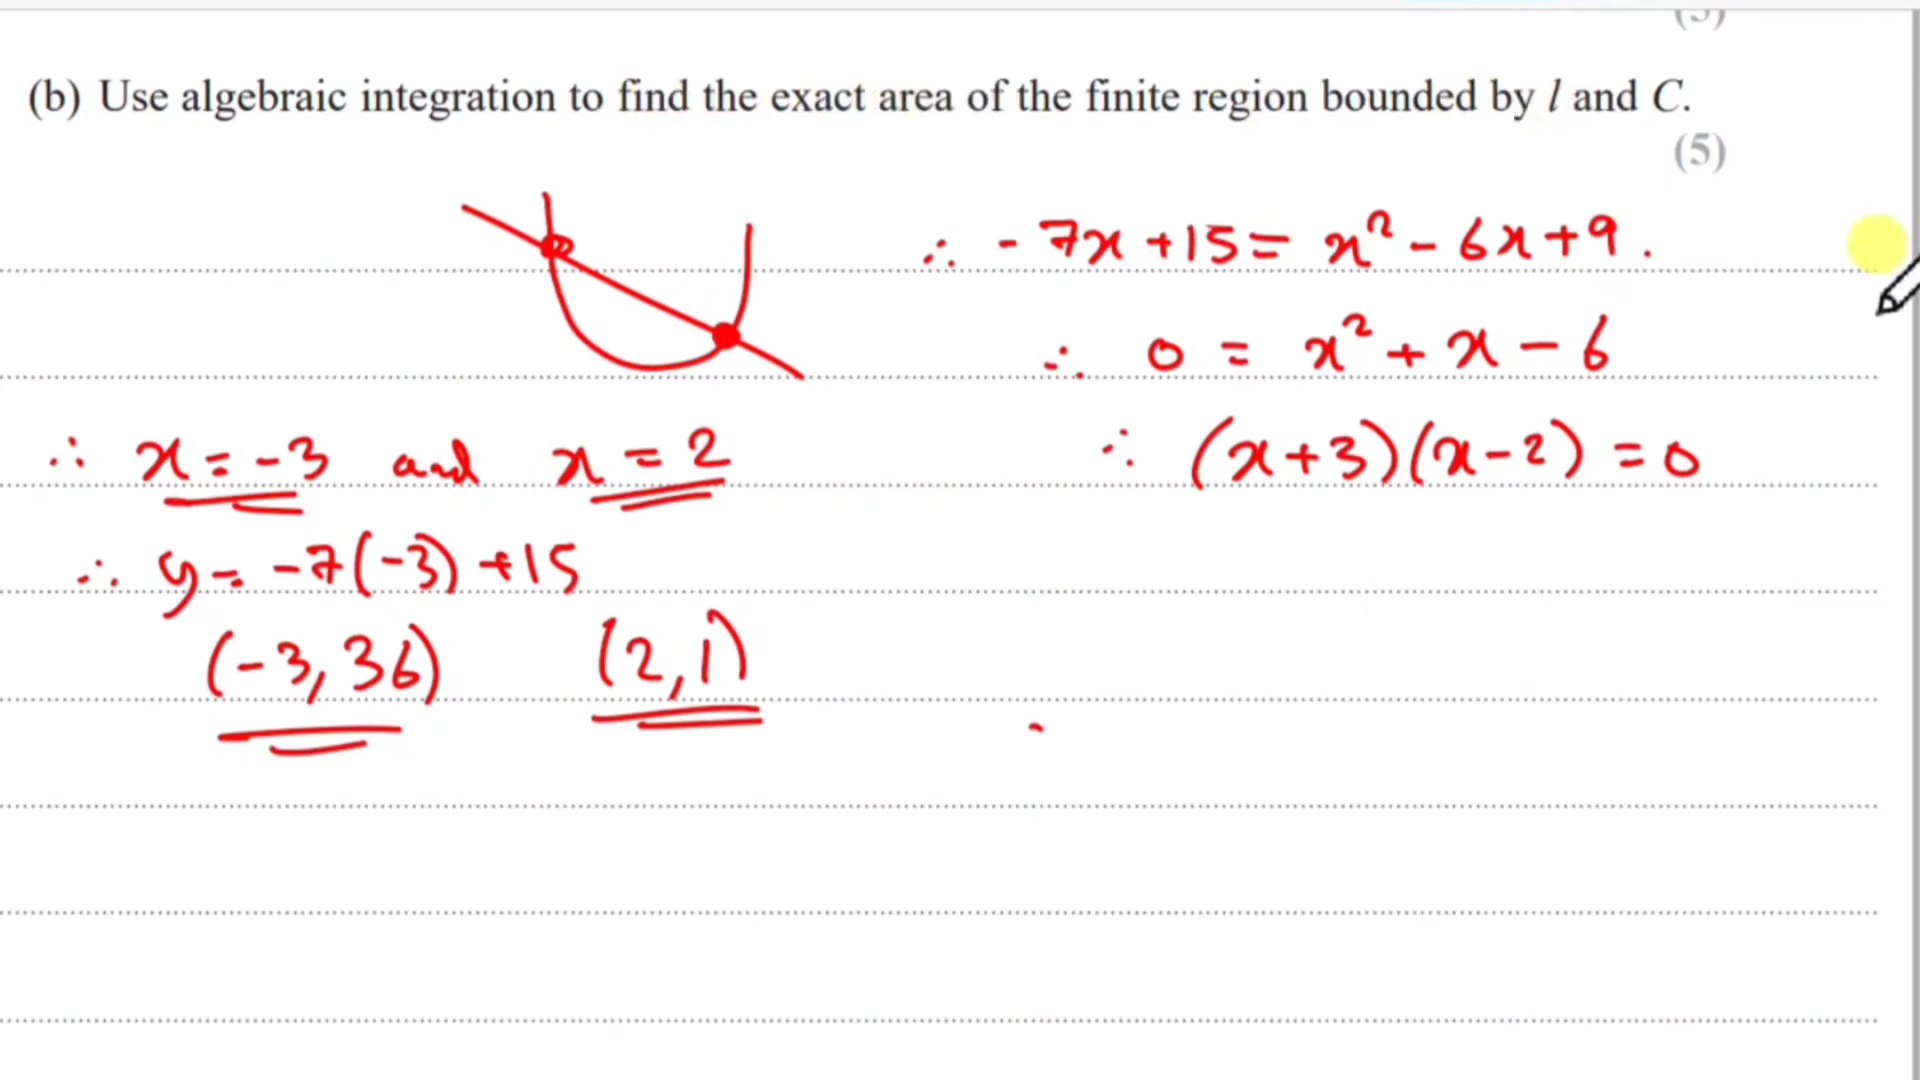 (b) Use algebraic integration to find the exact area of the finite region bounded by l and C.
(5)
∴ -7x+15 = x² - 6x+9.
∴ 0 = x² + x - 6
∴ (x+3)(x-2) = 0
∴ x = -3 and x = 2
∴ y = -7(-3) +15
(-3, 36) (2,1)